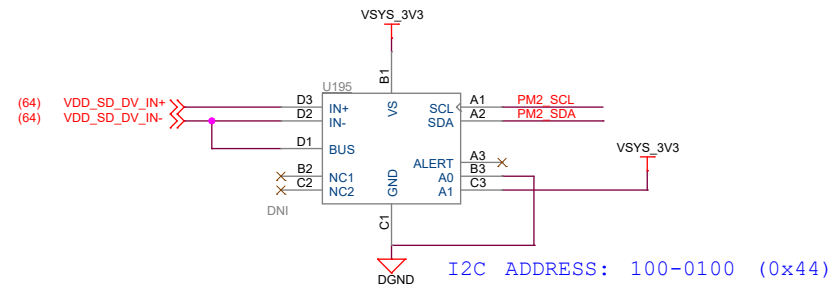 VSYS_3V3
B1
U195
(64) VDD_SD_DV_IN+ D3 IN+ VS SCL A1 PM2_SCL
(64) VDD_SD_DV_IN- D2 IN- SDA A2 PM2_SDA
D1 BUS
VSYS_3V3
ALERT A3
B2 NC1 A0 B3
C2 NC2 GND A1 C3
DNI
C1
DGND
I2C ADDRESS: 100-0100 (0x44)